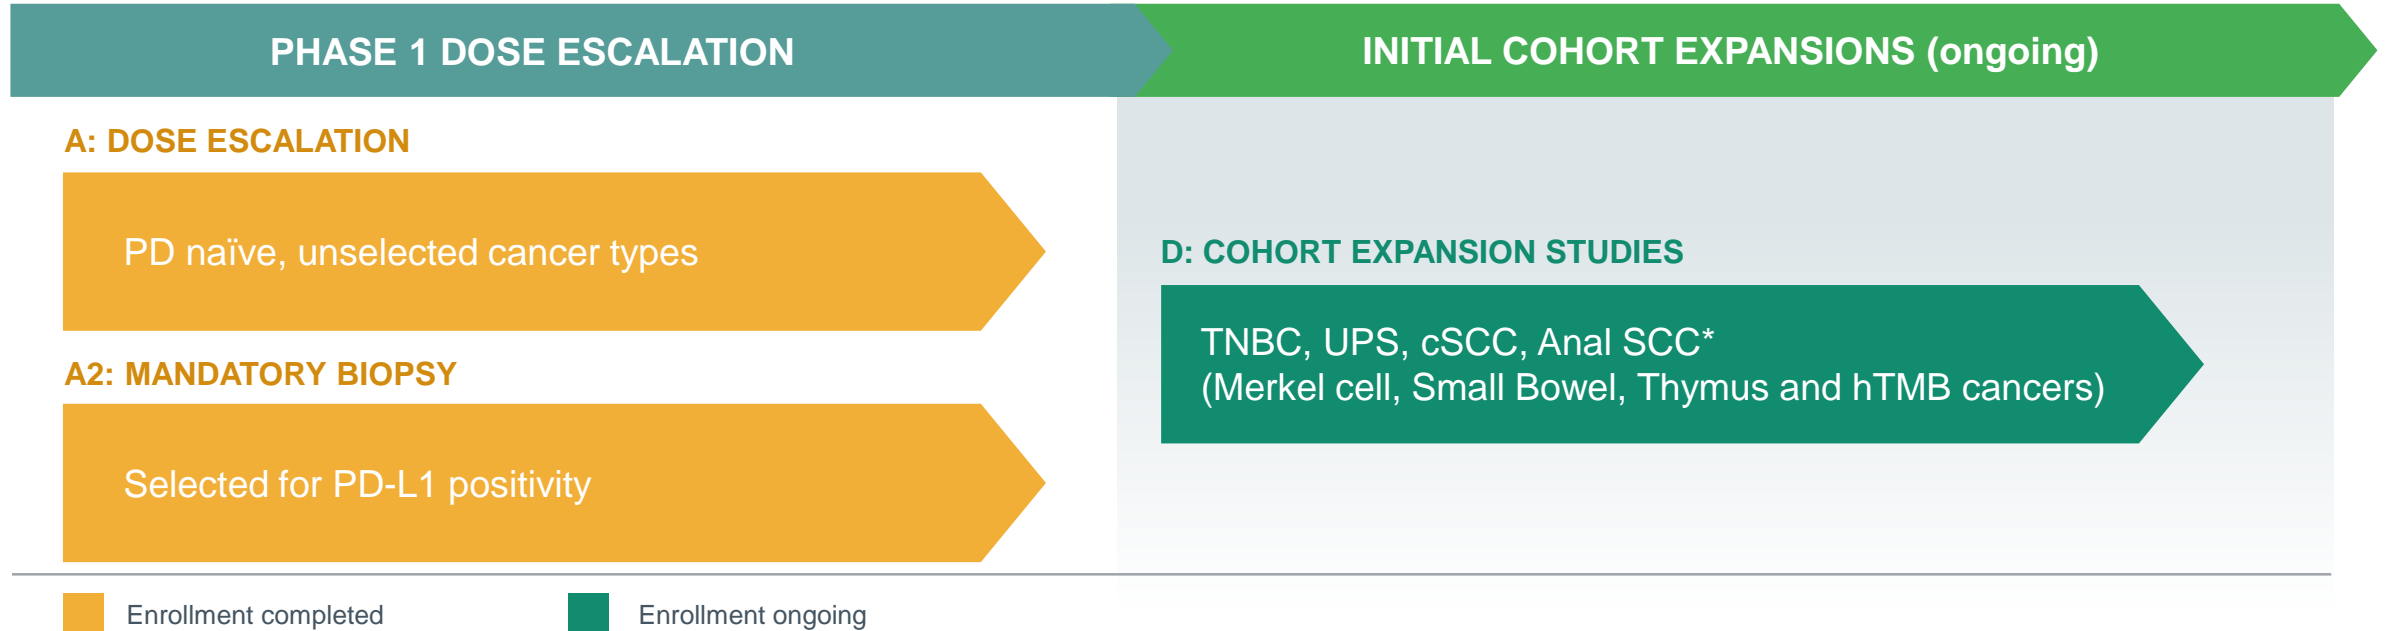 PHASE 1 DOSE ESCALATION
INITIAL COHORT EXPANSIONS (ongoing)
A: DOSE ESCALATION
PD naïve, unselected cancer types
A2: MANDATORY BIOPSY
Selected for PD-L1 positivity
D: COHORT EXPANSION STUDIES
TNBC, UPS, cSCC, Anal SCC*
(Merkel cell, Small Bowel, Thymus and hTMB cancers)
Enrollment completed
Enrollment ongoing